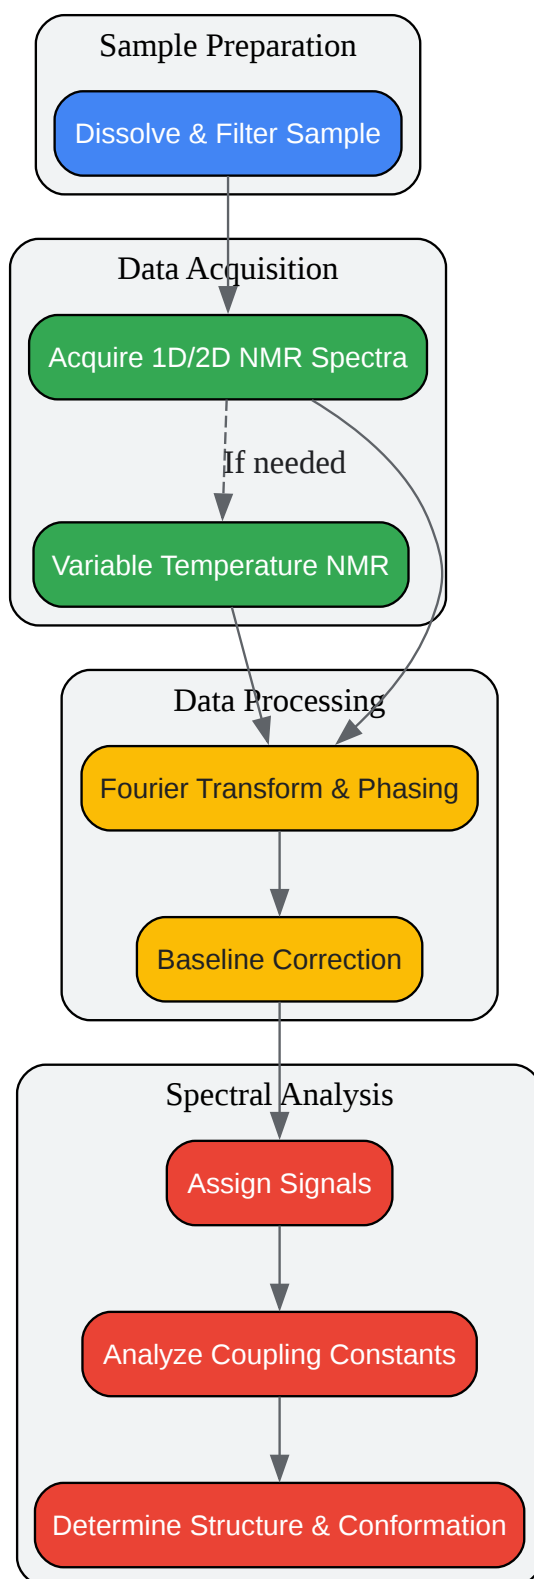 Sample Preparation
Dissolve & Filter Sample
Data Acquisition
Acquire 1D/2D NMR Spectra
If needed
Variable Temperature NMR
Data Processing
Fourier Transform & Phasing
Baseline Correction
Spectral Analysis
Assign Signals
Analyze Coupling Constants
Determine Structure & Conformation